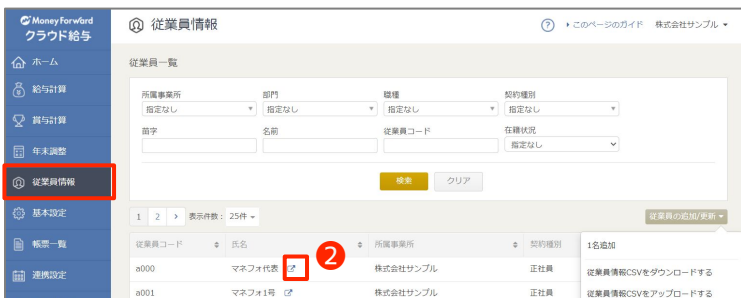 Money Forward
クラウド給与
従業員情報
? このページのガイド 株式会社サンプル
ホーム
給与計算
賞与計算
年末調整
従業員情報
基本設定
帳票一覧
連携設定
従業員一覧
所属事業所 部門 職種 契約種別
指定なし 指定なし 指定なし 指定なし
苗字 名前 従業員コード 在籍状況
指定なし
検索 クリア
1 2 > 表示件数: 25件
従業員の追加/更新
従業員コード 氏名 所属事業所 契約種別
1名追加
2
a000 マネフォ代表 株式会社サンプル 正社員
従業員情報CSVをダウンロードする
a001 マネフォ1号 株式会社サンプル 正社員
従業員情報CSVをアップロードする